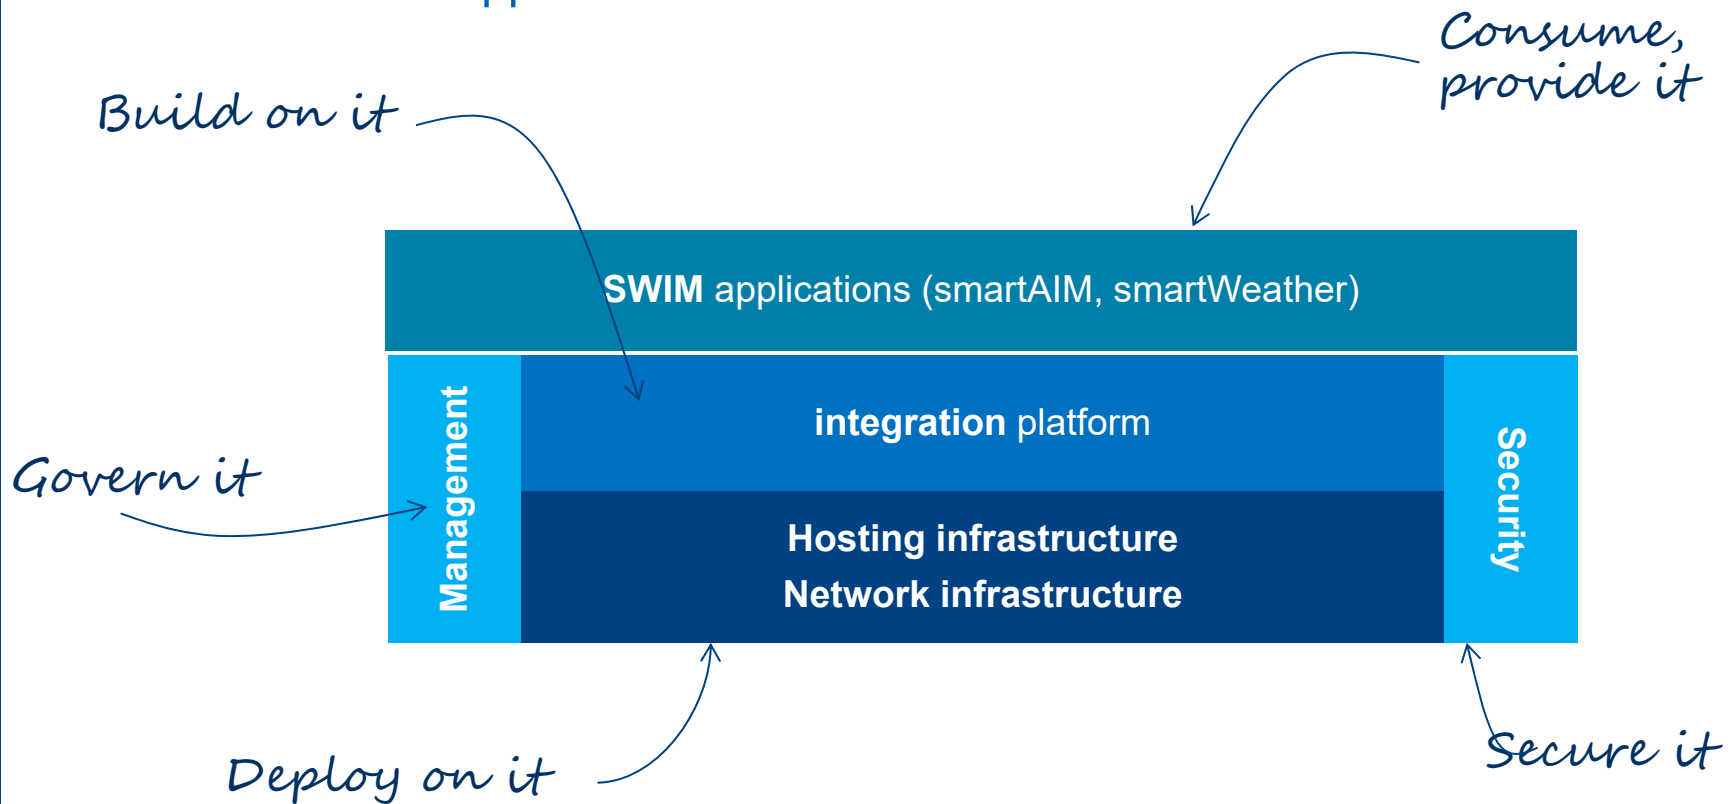 Consume,
provide it
Build on it
SWIM applications (smartAIM, smartWeather)
Management
integration platform
Security
Govern it
Hosting infrastructure
Network infrastructure
Secure it
Deploy on it